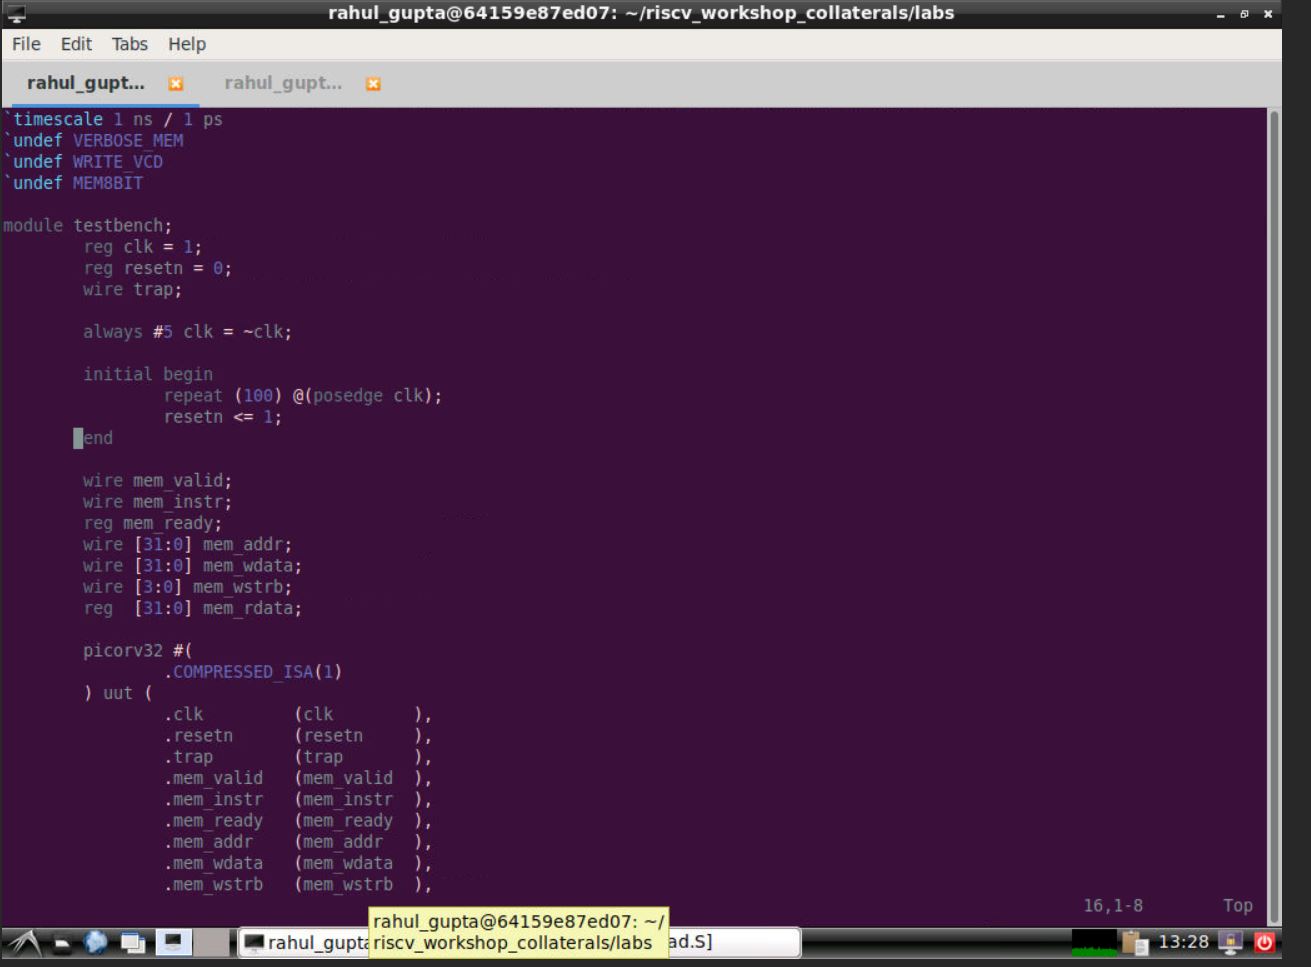 rahul_gupta@64159e87ed07: ~/riscv_workshop_collaterals/labs
File Edit Tabs Help
rahul_gupt... rahul_gupt...
`timescale 1 ns / 1 ps
`undef VERBOSE_MEM
`undef WRITE_VCD
`undef MEM8BIT
module testbench;
reg clk = 1;
reg resetn = 0;
wire trap;
always #5 clk = ~clk;
initial begin
repeat (100) @(posedge clk);
resetn <= 1;
end
wire mem_valid;
wire mem_instr;
reg mem_ready;
wire [31:0] mem_addr;
wire [31:0] mem_wdata;
wire [3:0] mem_wstrb;
reg  [31:0] mem_rdata;
picorv32 #(
.COMPRESSED_ISA(1)
) uut (
.clk         (clk        ),
.resetn      (resetn     ),
.trap        (trap       ),
.mem_valid   (mem_valid  ),
.mem_instr   (mem_instr  ),
.mem_ready   (mem_ready  ),
.mem_addr    (mem_addr   ),
.mem_wdata   (mem_wdata  ),
.mem_wstrb   (mem_wstrb  ),
16,1-8 Top
rahul_gupta@64159e87ed07: ~/
riscv_workshop_collaterals/labs
rahul_gupta ad.S] 13:28